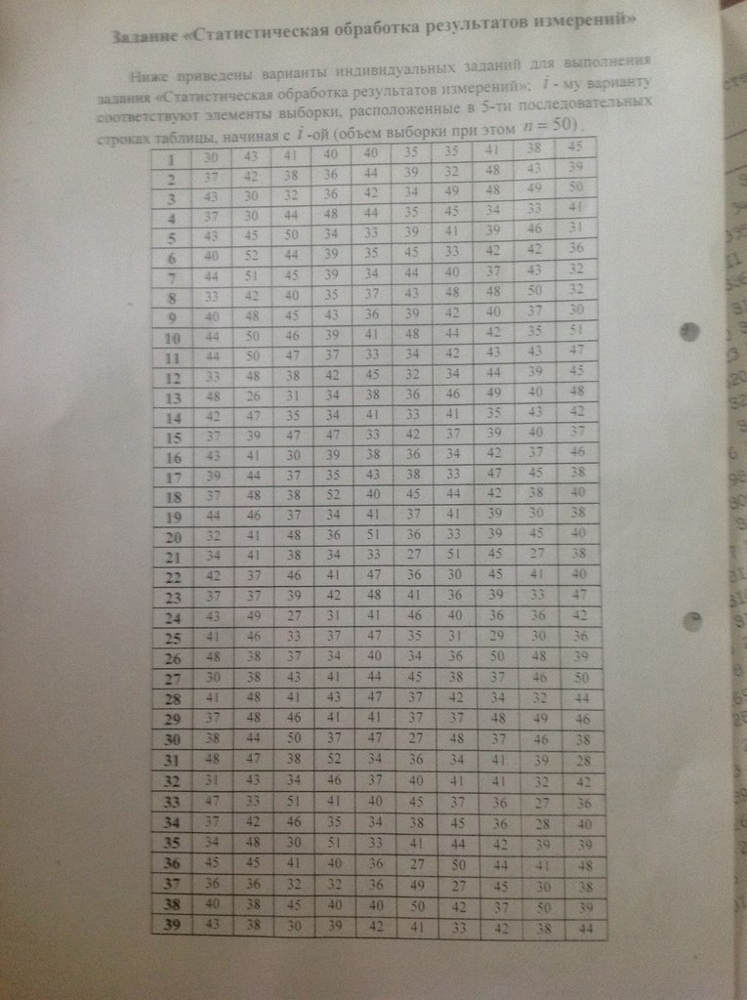 Задание «Статистическая обработка результатов измерений»
Ниже приведены варианты индивидуальных заданий для выполнения
задания «Статистическая обработка результатов измерений»; i - му варианту
соответствуют элементы выборки, расположенные в 5-ти последовательных
строках таблицы, начиная с i -ой (объем выборки при этом n = 50) .
1 30 43 41 40 40 35 35 41 38 45
2 37 42 38 36 44 39 32 48 43 39
3 43 30 32 36 42 34 49 48 49 50
4 37 30 44 48 44 35 45 34 33 41
5 43 45 50 34 33 39 41 39 46 31
6 40 52 44 39 35 45 33 42 42 36
7 44 51 45 39 34 44 40 37 43 32
8 33 42 40 35 37 43 48 48 50 32
9 40 48 45 43 36 39 42 40 37 30
10 44 50 46 39 41 48 44 42 35 51
11 44 50 47 37 33 34 42 43 43 47
12 33 48 38 42 45 32 34 44 39 45
13 48 26 31 34 38 36 46 49 40 48
14 42 47 35 34 41 33 41 35 43 42
15 37 39 47 47 33 42 37 39 40 37
16 43 41 30 39 38 36 34 42 37 46
17 39 44 37 35 43 38 33 47 45 38
18 37 48 38 52 40 45 44 42 38 40
19 44 46 37 34 41 37 41 39 30 38
20 32 41 48 36 51 36 33 39 45 40
21 34 41 38 34 33 27 51 45 27 38
22 42 37 46 41 47 36 30 45 41 40
23 37 37 39 42 48 41 36 39 33 47
24 43 49 27 31 41 46 40 36 36 42
25 41 46 33 37 47 35 31 29 30 36
26 48 38 37 34 40 34 36 50 48 39
27 30 38 43 41 44 45 38 37 46 50
28 41 48 41 43 47 37 42 34 32 44
29 37 48 46 41 41 37 37 48 49 46
30 38 44 50 37 47 27 48 37 46 38
31 48 47 38 52 34 36 34 41 39 28
32 31 43 34 46 37 40 41 41 32 42
33 47 33 51 41 40 45 37 36 27 36
34 37 42 46 35 34 38 45 36 28 40
35 34 48 30 51 33 41 44 42 39 39
36 45 45 41 40 36 27 50 44 41 48
37 36 36 32 32 36 49 27 45 30 38
38 40 38 45 40 40 50 42 37 50 39
39 43 38 30 39 42 41 33 42 38 44